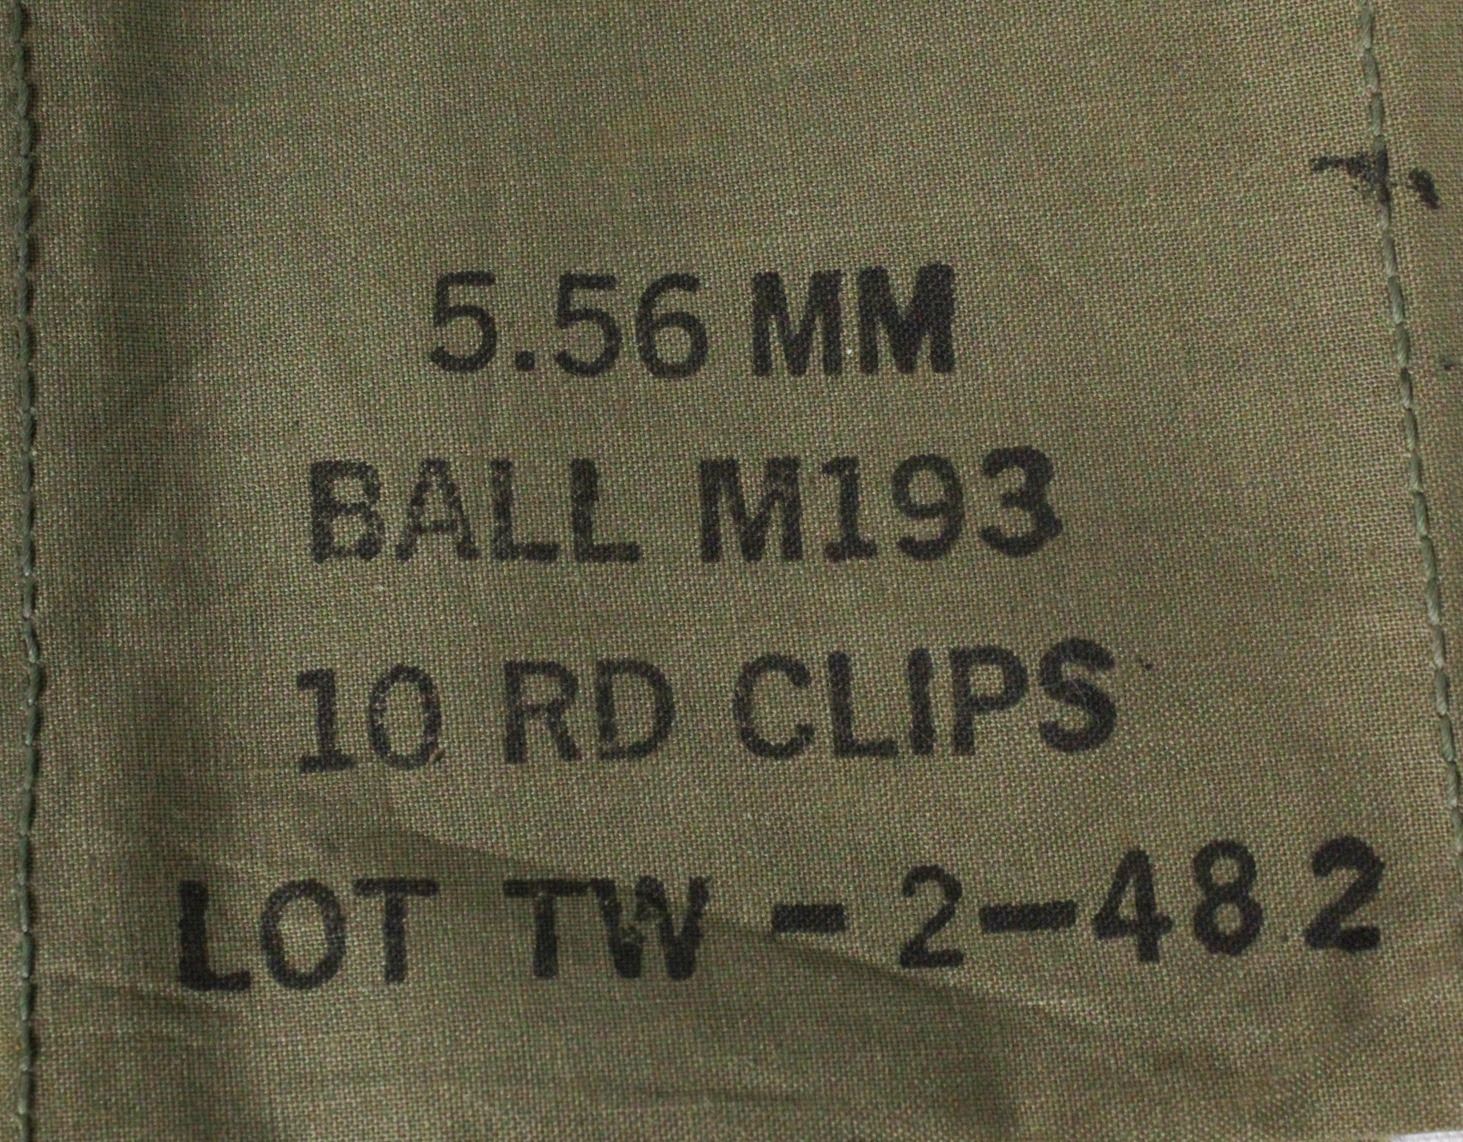 5.56 MM
BALL M193
10 RD CLIPS
LOT TW - 2-482